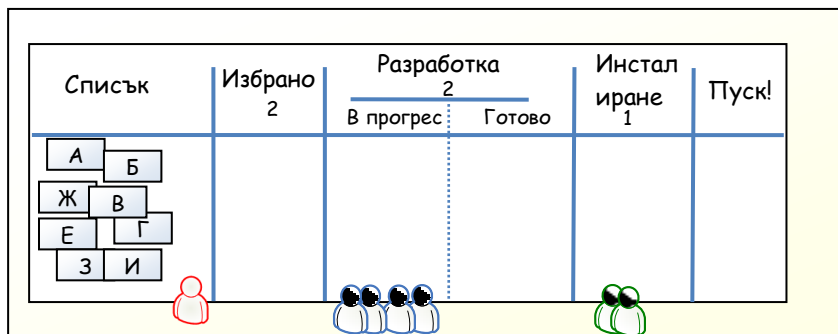 Списък
Избрано
2
Разработка
2
В прогрес
Готово
Инстал
иране
1
Пуск!
А
Б
Ж
В
Е
Г
З
И